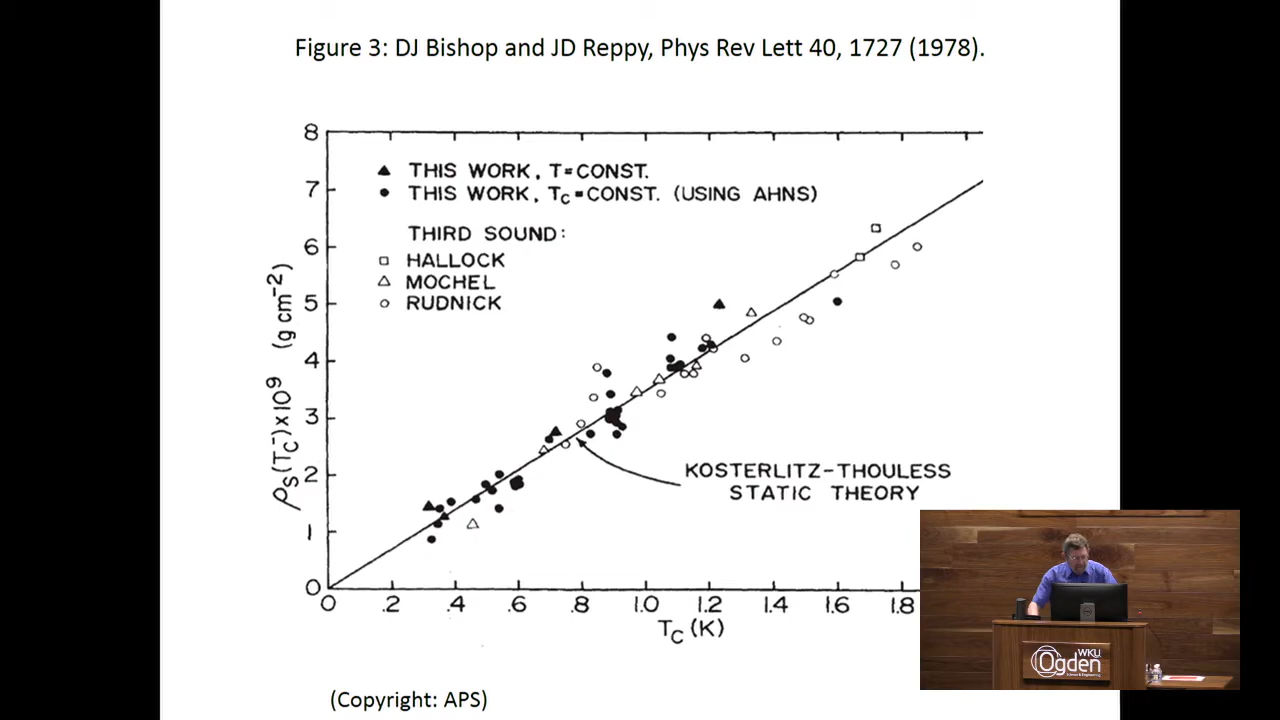 Figure 3: DJ Bishop and JD Reppy, Phys Rev Lett 40, 1727 (1978).
8
7
6
5
4
3
2
1
0
ρS(TC⁻)×10⁹ (g cm⁻²)
▲ THIS WORK, T=CONST.
● THIS WORK, TC=CONST. (USING AHNS)
THIRD SOUND:
□ HALLOCK
△ MOCHEL
○ RUDNICK
KOSTERLITZ-THOULESS
STATIC THEORY
0 .2 .4 .6 .8 1.0 1.2 1.4 1.6 1.8
TC (K)
(Copyright: APS)
WKU
Ogden